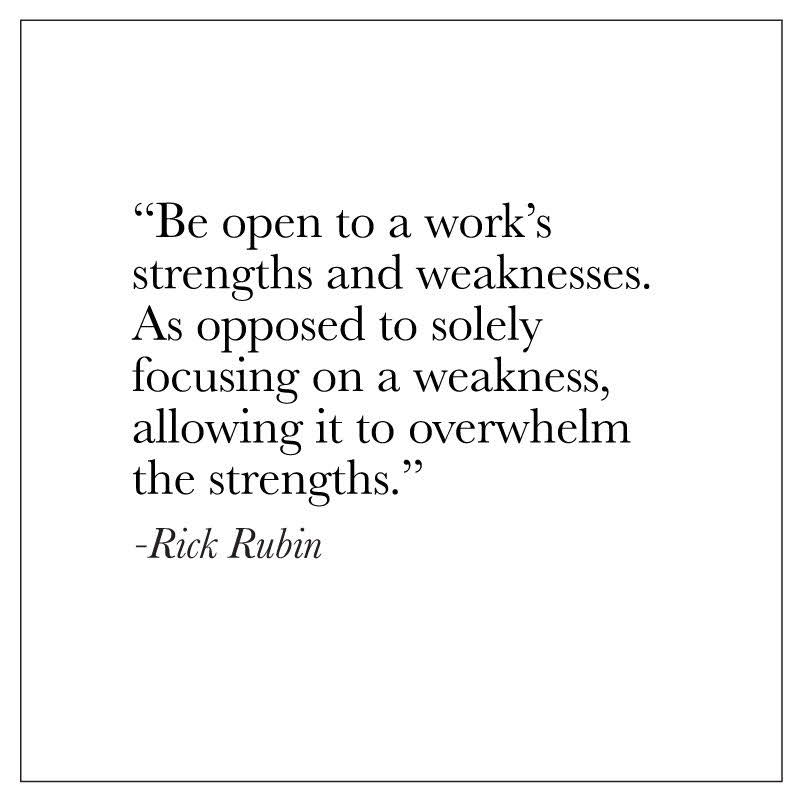 “Be open to a work’s
strengths and weaknesses.
As opposed to solely
focusing on a weakness,
allowing it to overwhelm
the strengths.”
-Rick Rubin